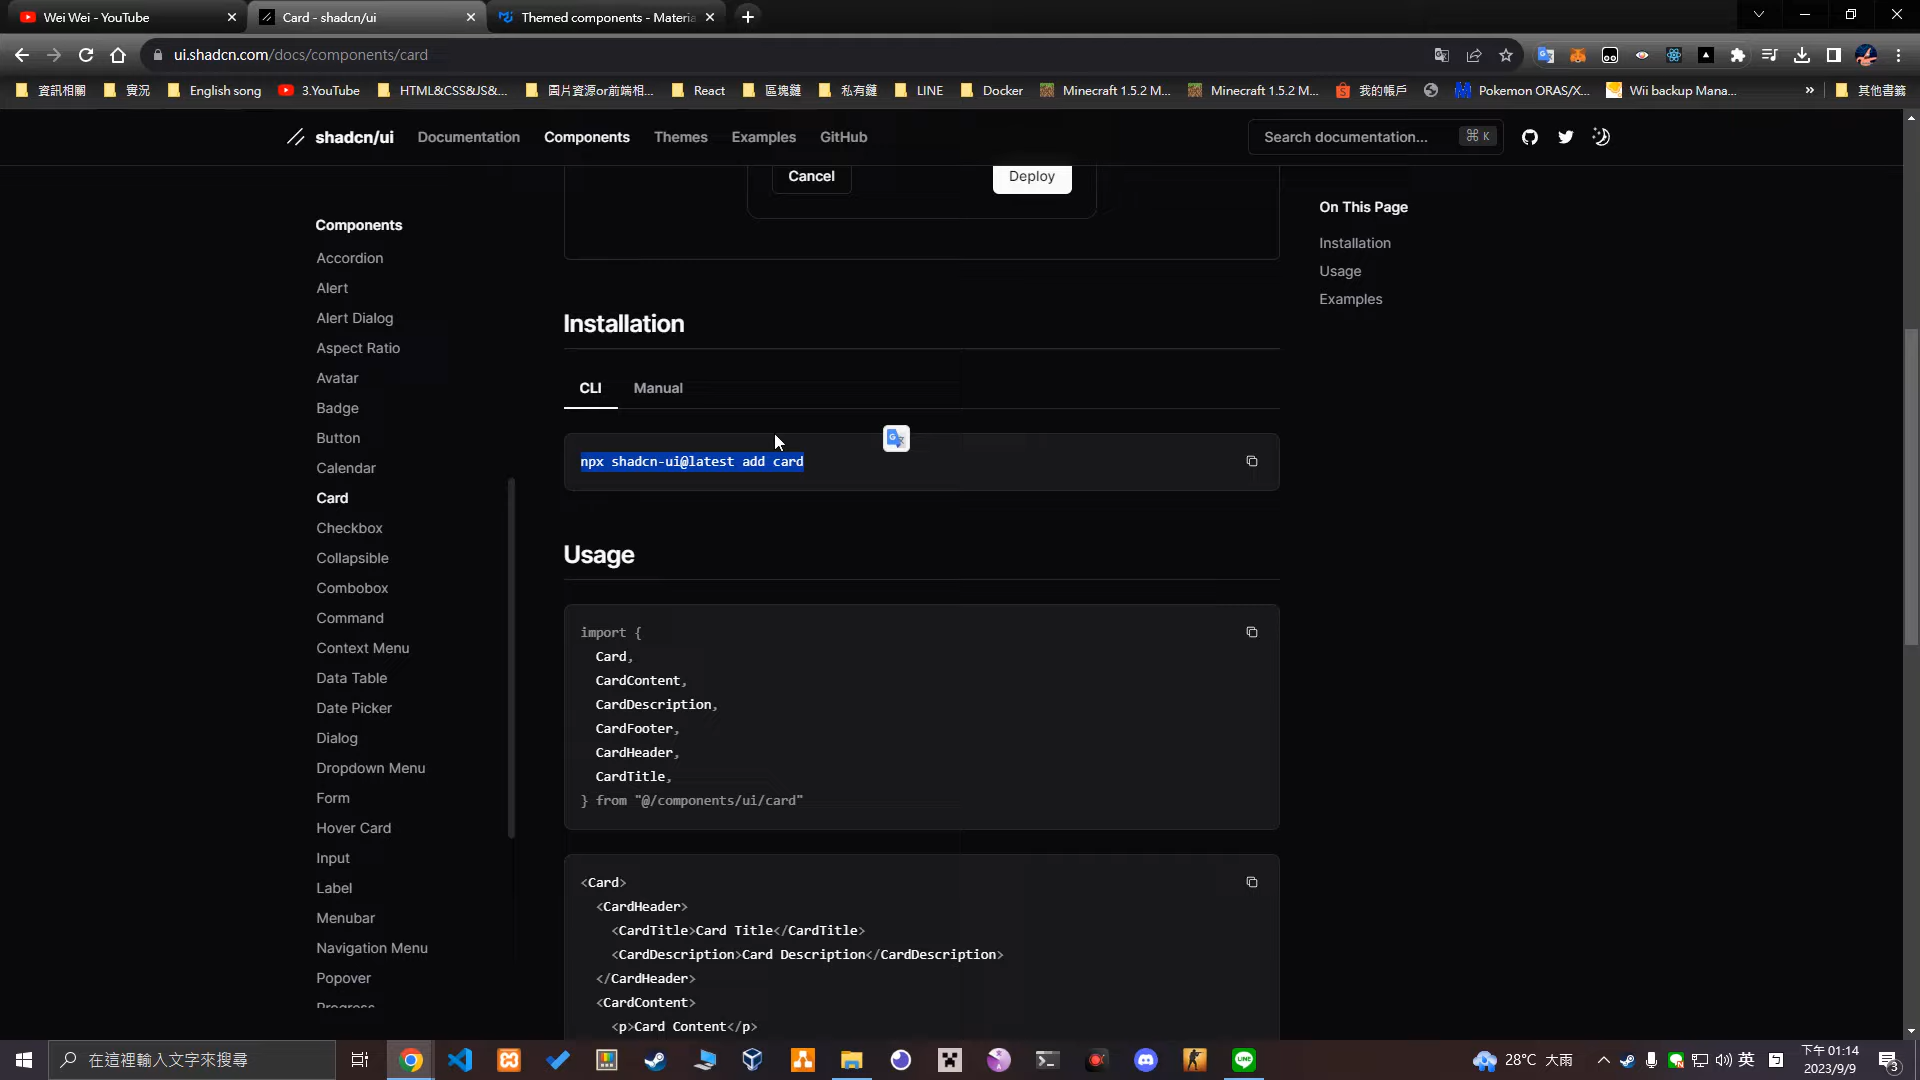 Wei Wei - YouTube
Card - shadcn/ui
Themed components - Materia
ui.shadcn.com/docs/components/card
資訊相關
實況
English song
3.YouTube
HTML&CSS&JS&...
圖片資源or前端相...
React
區塊鏈
私有鏈
LINE
Docker
Minecraft 1.5.2 M...
Minecraft 1.5.2 M...
我的帳戶
Pokemon ORAS/X...
Wii backup Mana...
»
其他書籤
shadcn/ui
Documentation
Components
Themes
Examples
GitHub
Search documentation...
⌘ K
Cancel
Deploy
Components
Accordion
Alert
Alert Dialog
Aspect Ratio
Avatar
Badge
Button
Calendar
Card
Checkbox
Collapsible
Combobox
Command
Context Menu
Data Table
Date Picker
Dialog
Dropdown Menu
Form
Hover Card
Input
Label
Menubar
Navigation Menu
Popover
Progress
Installation
CLI
Manual
npx shadcn-ui@latest add card
Usage
import {
Card,
CardContent,
CardDescription,
CardFooter,
CardHeader,
CardTitle,
} from "@/components/ui/card"
<Card>
<CardHeader>
<CardTitle>Card Title</CardTitle>
<CardDescription>Card Description</CardDescription>
</CardHeader>
<CardContent>
<p>Card Content</p>
On This Page
Installation
Usage
Examples
在這裡輸入文字來搜尋
28°C 大雨
英
下午 01:14
2023/9/9
3